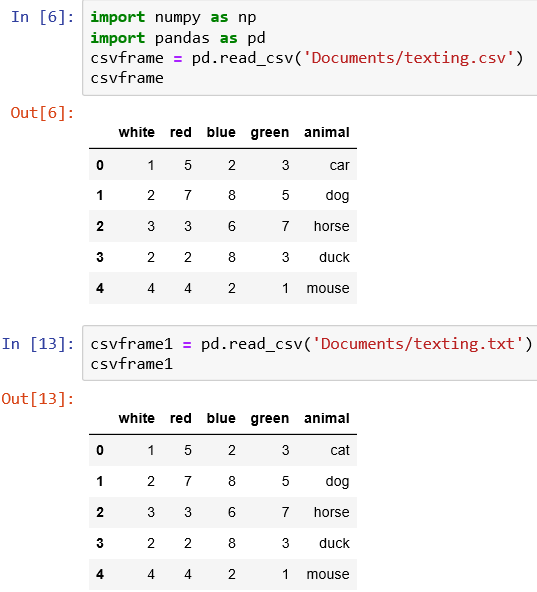 In [6]: import numpy as np
import pandas as pd
csvframe = pd.read_csv('Documents/texting.csv')
csvframe
Out[6]:
white red blue green animal
0 1 5 2 3 car
1 2 7 8 5 dog
2 3 3 6 7 horse
3 2 2 8 3 duck
4 4 4 2 1 mouse
In [13]: csvframe1 = pd.read_csv('Documents/texting.txt')
csvframe1
Out[13]:
white red blue green animal
0 1 5 2 3 cat
1 2 7 8 5 dog
2 3 3 6 7 horse
3 2 2 8 3 duck
4 4 4 2 1 mouse